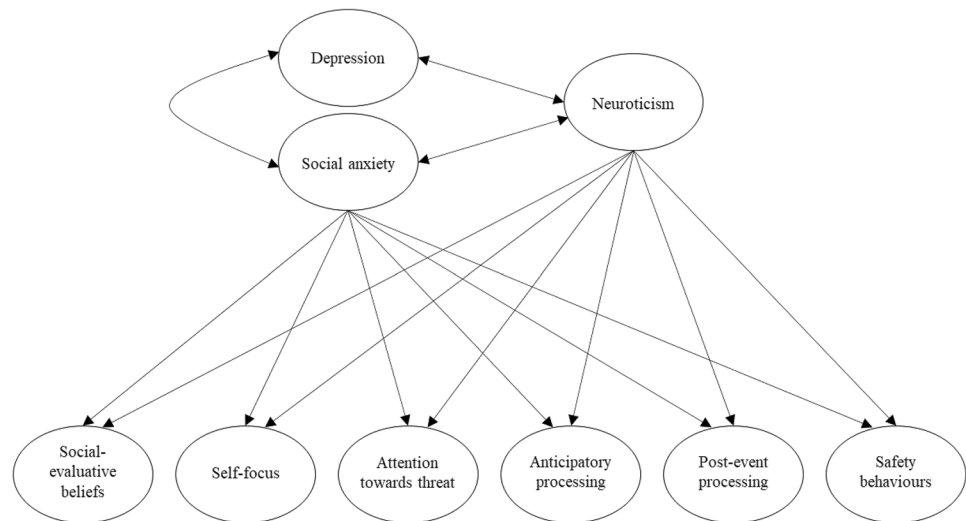 Depression
Neuroticism
Social anxiety
Social-
evaluative
beliefs
Self-focus
Attention
towards threat
Anticipatory
processing
Post-event
processing
Safety
behaviours